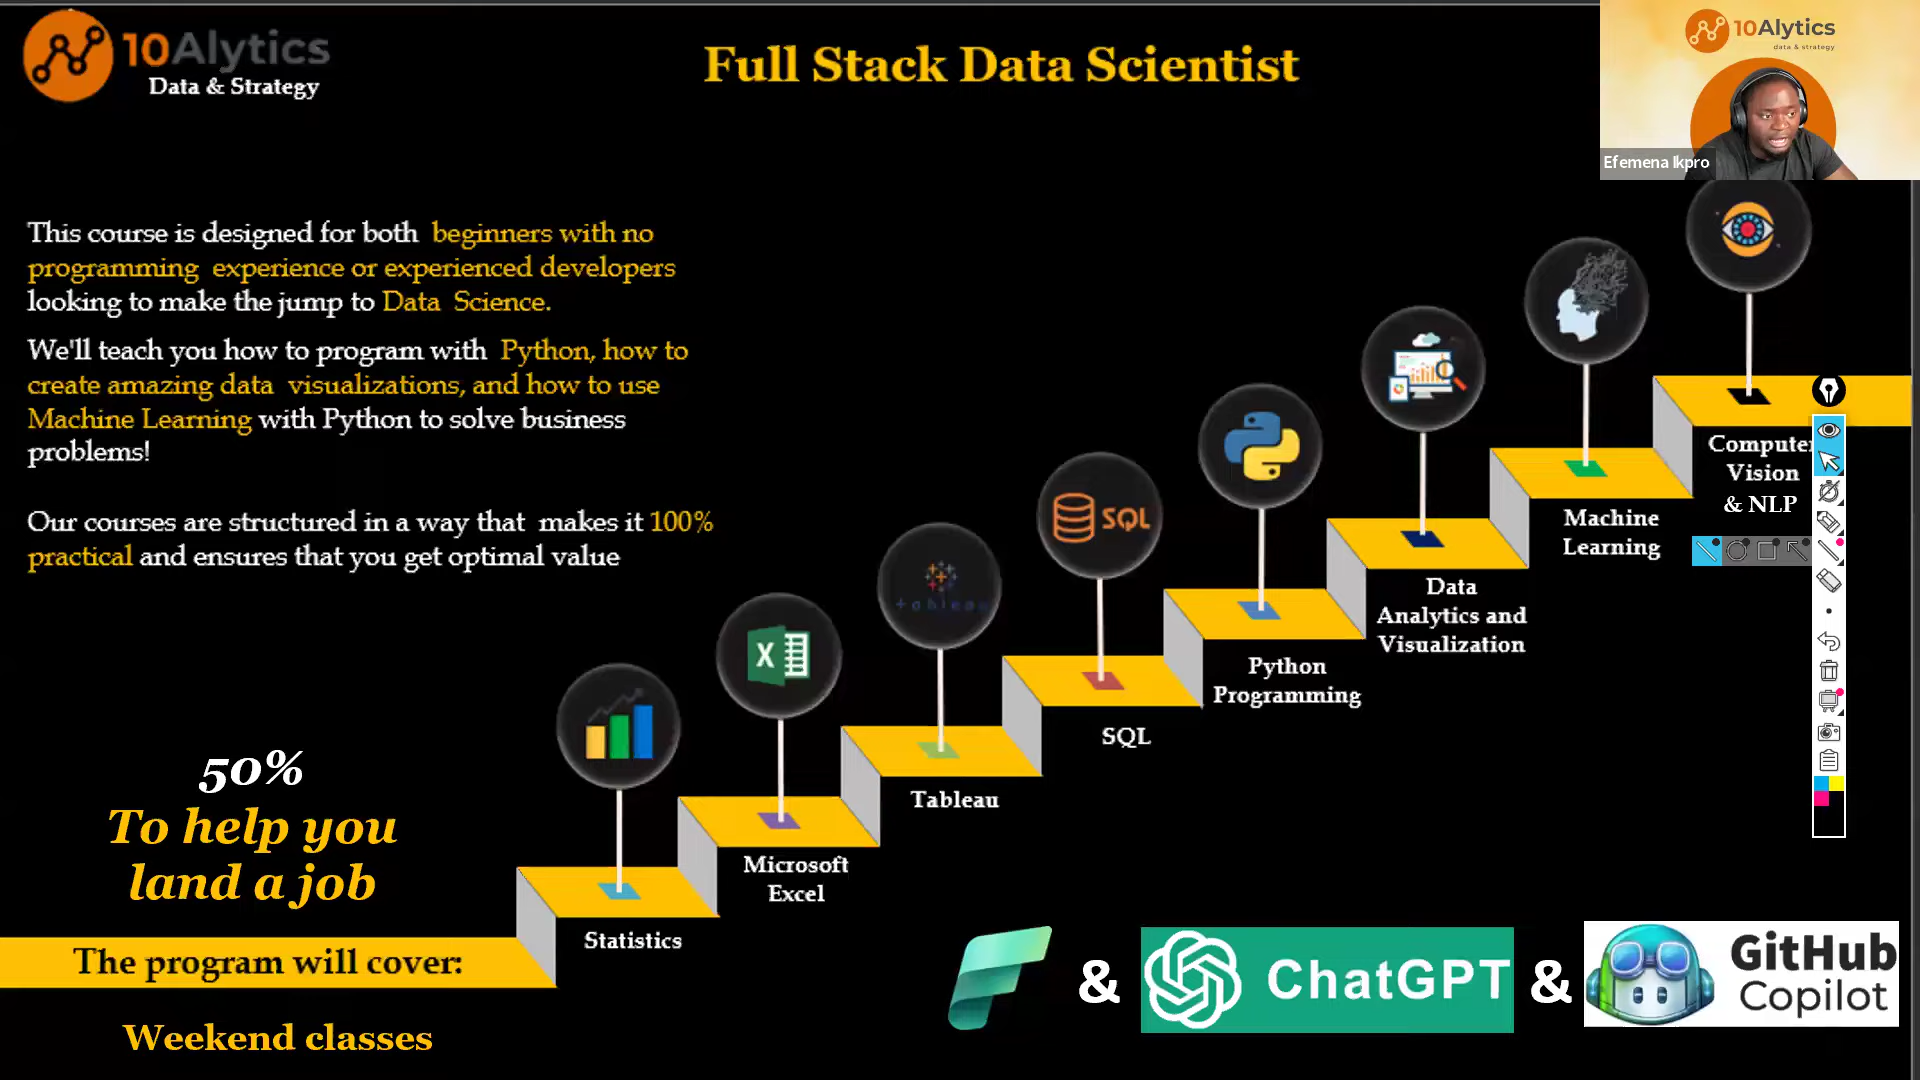 10Alytics
Data & Strategy
Full Stack Data Scientist
10Alytics
data & strategy
Efemena Ikpro
This course is designed for both beginners with no
programming experience or experienced developers
looking to make the jump to Data Science.
We'll teach you how to program with Python, how to
create amazing data visualizations, and how to use
Machine Learning with Python to solve business
problems!
Our courses are structured in a way that makes it 100%
practical and ensures that you get optimal value
50%
To help you
land a job
The program will cover:
Weekend classes
Statistics
X
Microsoft
Excel
+ableau
Tableau
SQL
SQL
Python
Programming
Data
Analytics and
Visualization
Machine
Learning
Computer
Vision
& NLP
& ChatGPT & GitHub
Copilot